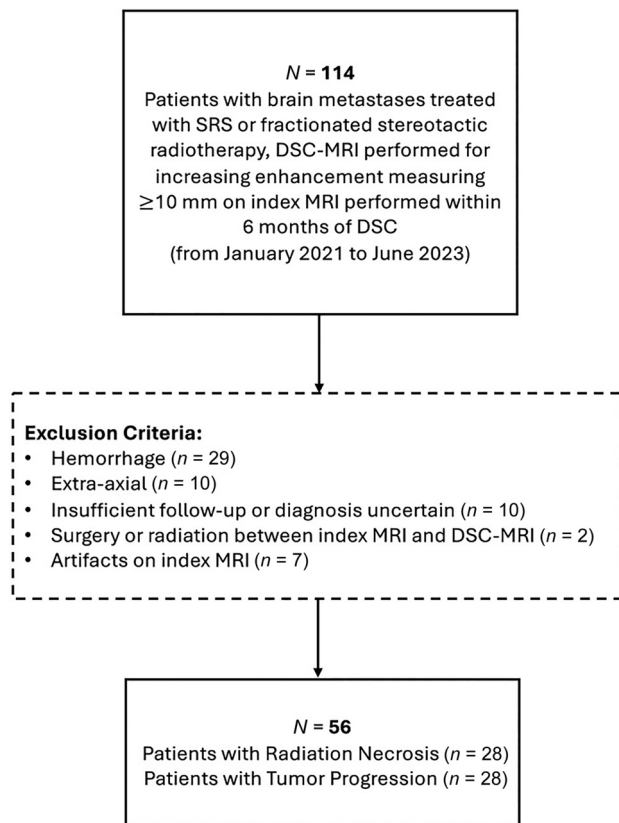 N = 114
Patients with brain metastases treated
with SRS or fractionated stereotactic
radiotherapy, DSC-MRI performed for
increasing enhancement measuring
≥10 mm on index MRI performed within
6 months of DSC
(from January 2021 to June 2023)
Exclusion Criteria:
• Hemorrhage (n = 29)
• Extra-axial (n = 10)
• Insufficient follow-up or diagnosis uncertain (n = 10)
• Surgery or radiation between index MRI and DSC-MRI (n = 2)
• Artifacts on index MRI (n = 7)
N = 56
Patients with Radiation Necrosis (n = 28)
Patients with Tumor Progression (n = 28)